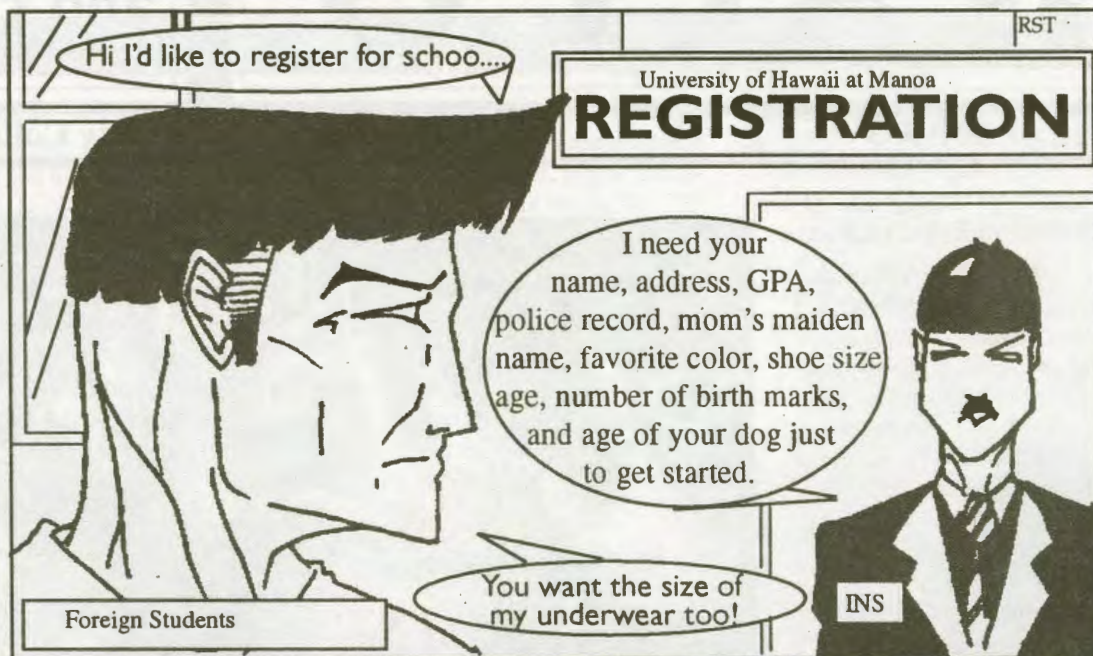 Hi I'd like to register for schoo....
RST
University of Hawaii at Manoa
REGISTRATION
I need your
name, address, GPA,
police record, mom's maiden
name, favorite color, shoe size
age, number of birth marks,
and age of your dog just
to get started.
You want the size of
my underwear too!
INS
Foreign Students